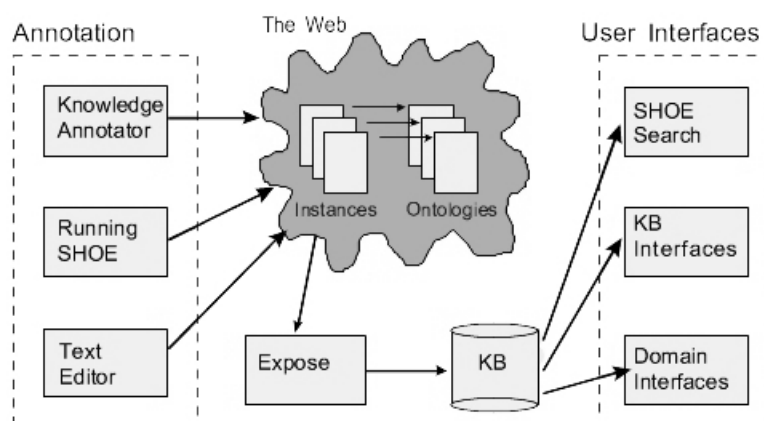 Annotation
Knowledge
Annotator
Running
SHOE
Text
Editor
The Web
Instances
Ontologies
Expose
KB
User Interfaces
SHOE
Search
KB
Interfaces
Domain
Interfaces